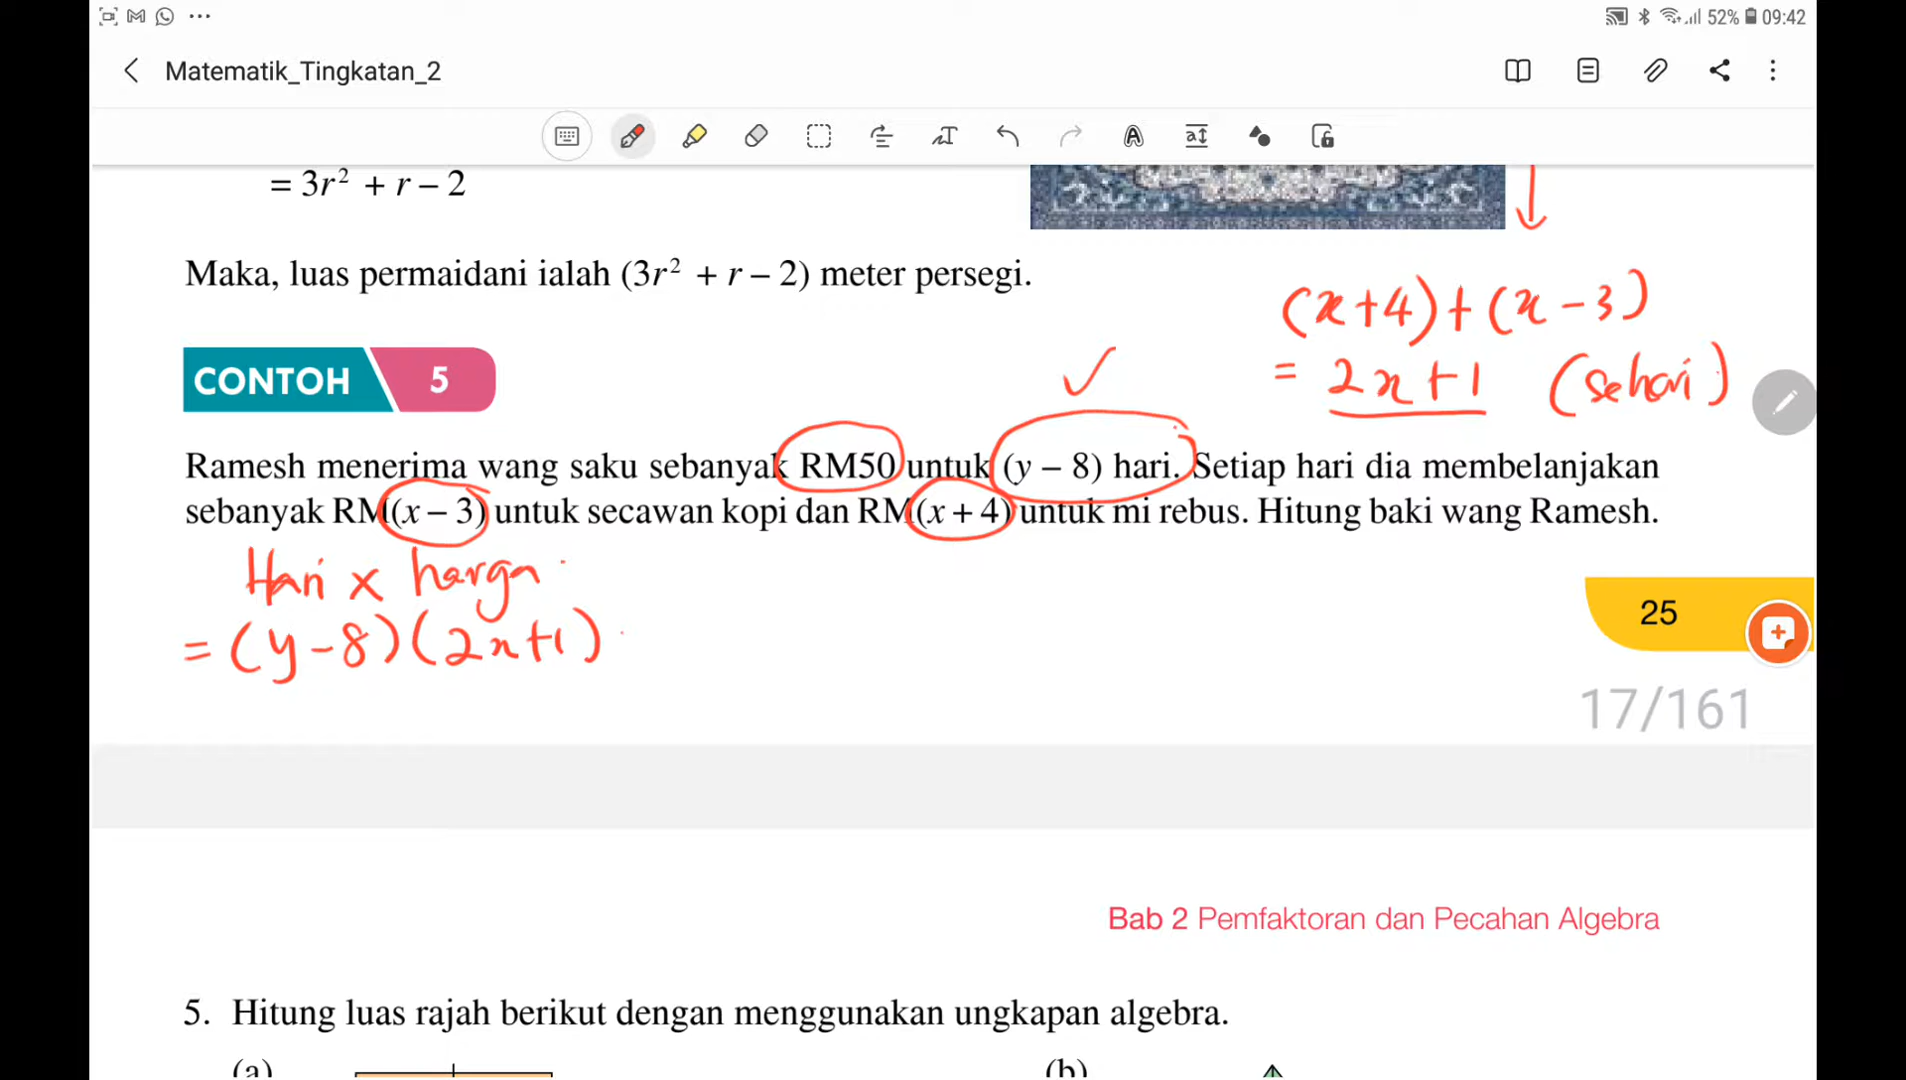 52% 09:42
Matematik_Tingkatan_2
= 3r² + r – 2
Maka, luas permaidani ialah (3r² + r – 2) meter persegi.
(x+4)+(x-3)
= 2x+1 (sehari)
CONTOH 5
Ramesh menerima wang saku sebanyak RM50 untuk (y – 8) hari. Setiap hari dia membelanjakan
sebanyak RM(x – 3) untuk secawan kopi dan RM(x + 4) untuk mi rebus. Hitung baki wang Ramesh.
Hari x harga
= (y-8)(2x+1)
25
17/161
Bab 2 Pemfaktoran dan Pecahan Algebra
5. Hitung luas rajah berikut dengan menggunakan ungkapan algebra.
(a) (b)